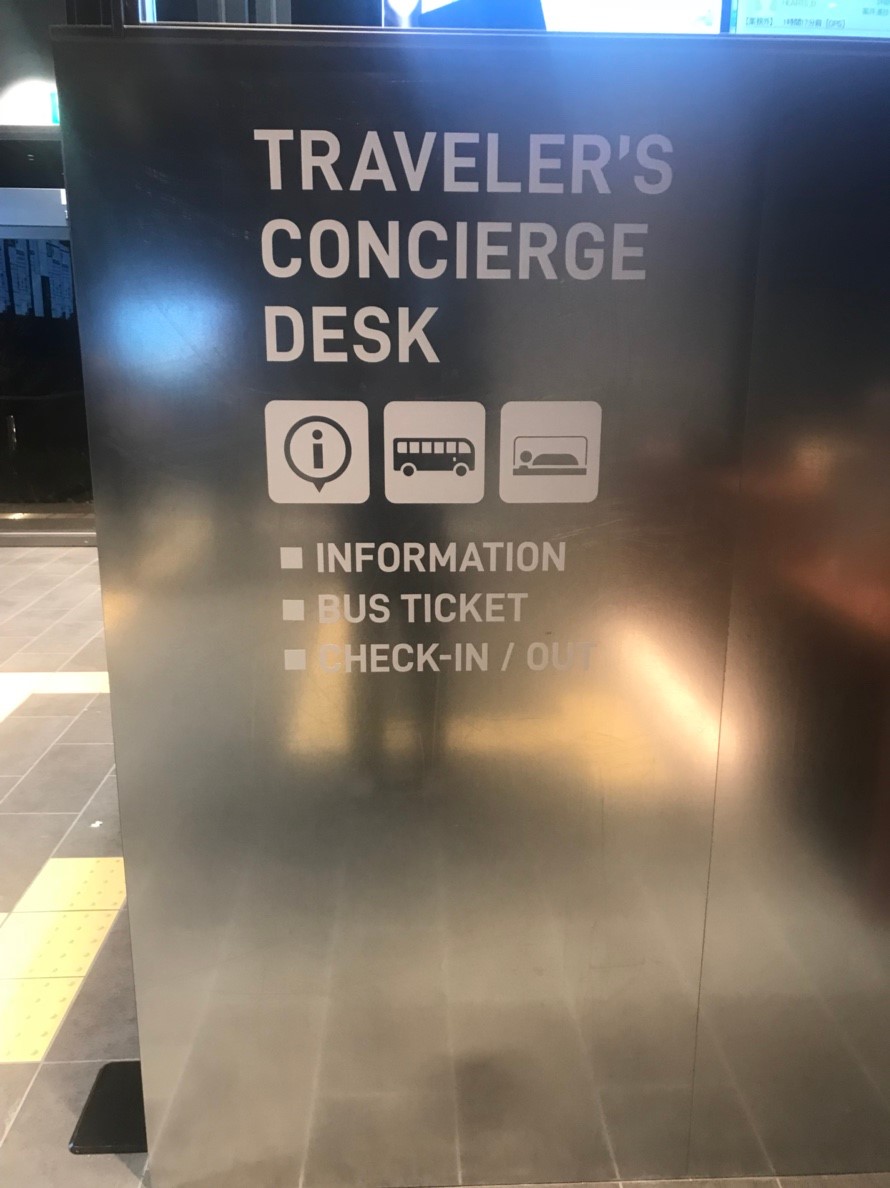 TRAVELER'S
CONCIERGE
DESK
i
INFORMATION
BUS TICKET
CHECK-IN / OUT